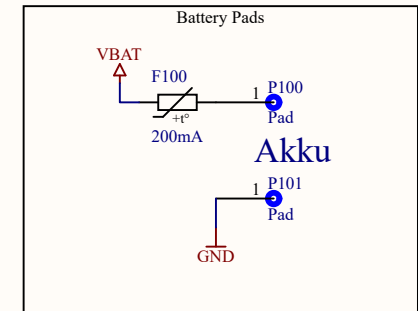 Battery Pads
VBAT
F100
+t°
200mA
1
P100
Pad
Akku
1
P101
Pad
GND